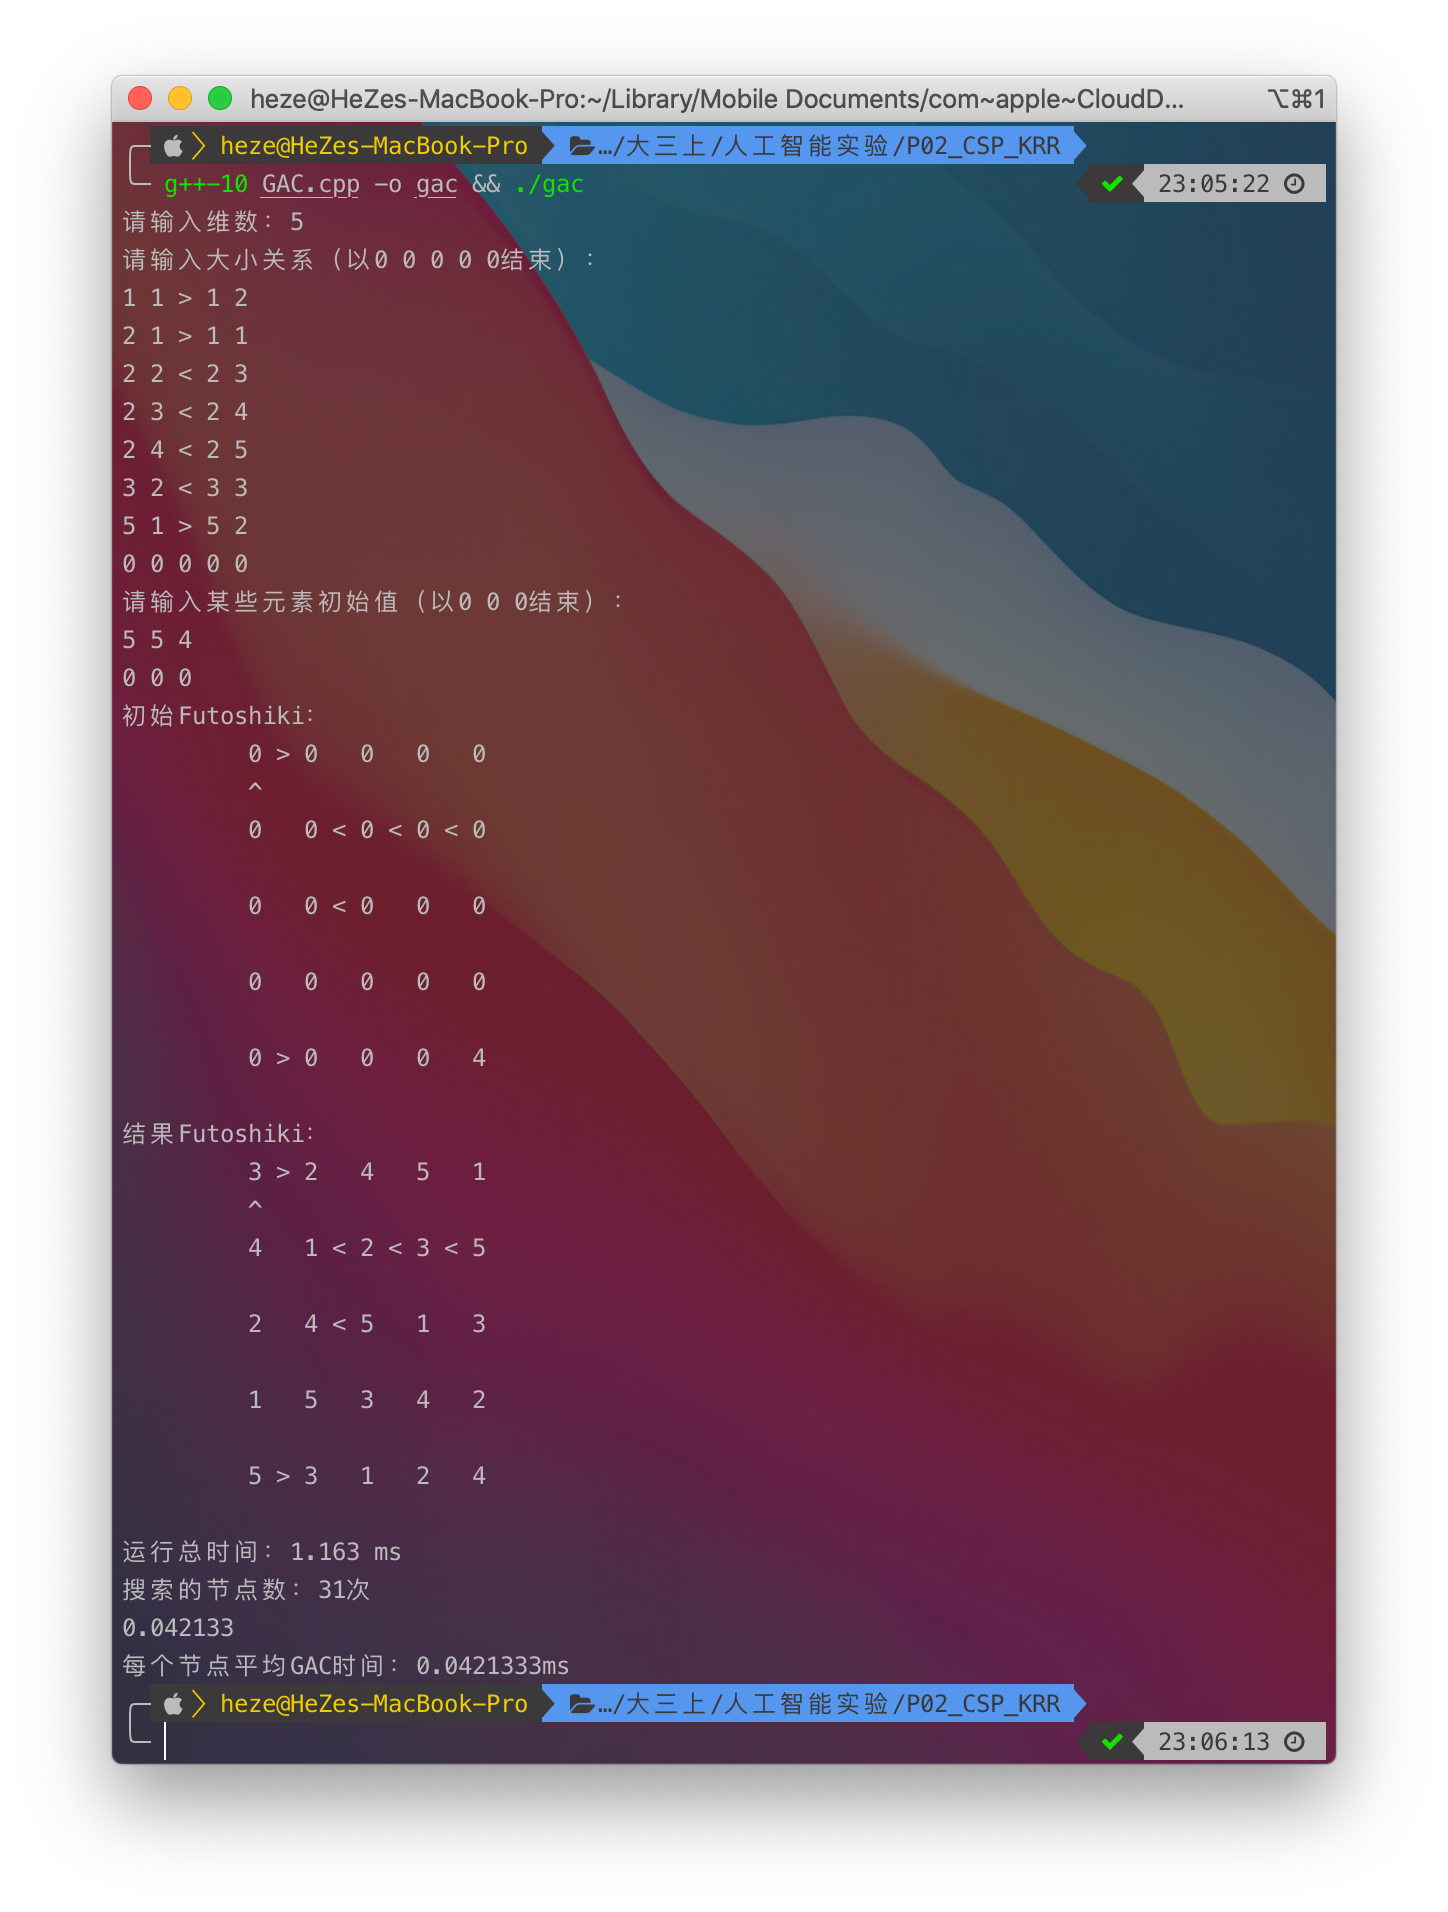 heze@HeZes-MacBook-Pro:~/Library/Mobile Documents/com~apple~CloudD... ⌥⌘1
heze@HeZes-MacBook-Pro …/大三上/人工智能实验/P02_CSP_KRR
g++-10 GAC.cpp -o gac && ./gac ✔ 23:05:22
请输入维数: 5
请输入大小关系（以0 0 0 0 0结束）:
1 1 > 1 2
2 1 > 1 1
2 2 < 2 3
2 3 < 2 4
2 4 < 2 5
3 2 < 3 3
5 1 > 5 2
0 0 0 0 0
请输入某些元素初始值（以0 0 0结束）:
5 5 4
0 0 0
初始Futoshiki:
0 > 0   0   0   0
^
0   0 < 0 < 0 < 0
0   0 < 0   0   0
0   0   0   0   0
0 > 0   0   0   4
结果Futoshiki:
3 > 2   4   5   1
^
4   1 < 2 < 3 < 5
2   4 < 5   1   3
1   5   3   4   2
5 > 3   1   2   4
运行总时间: 1.163 ms
搜索的节点数: 31次
0.042133
每个节点平均GAC时间: 0.0421333ms
heze@HeZes-MacBook-Pro …/大三上/人工智能实验/P02_CSP_KRR
✔ 23:06:13